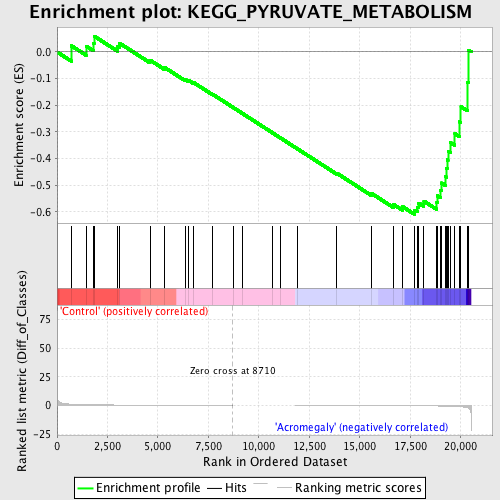 Enrichment plot: KEGG_PYRUVATE_METABOLISM
Enrichment score (ES)
0.0
-0.1
-0.2
-0.3
-0.4
-0.5
-0.6
'Control' (positively correlated)
Ranked list metric (Diff_of_Classes)
75
50
25
0
-25
Zero cross at 8710
'Acromegaly' (negatively correlated)
0
2,500
5,000
7,500
10,000
12,500
15,000
17,500
20,000
Rank in Ordered Dataset
Enrichment profile
Hits
Ranking metric scores